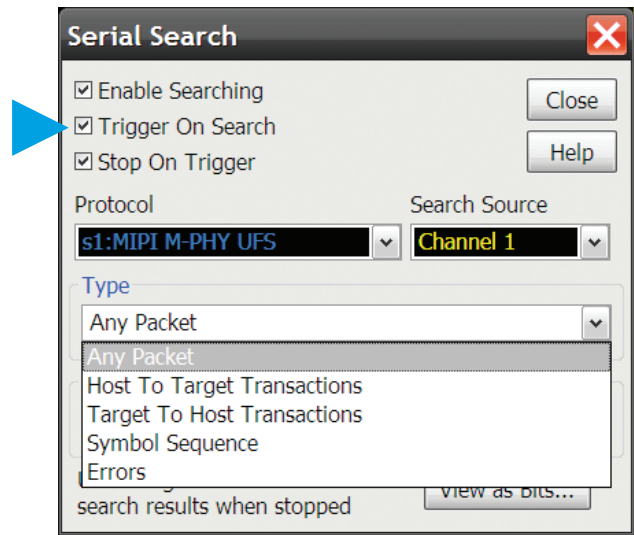 Serial Search
Enable Searching
Close
Trigger On Search
Stop On Trigger
Help
Protocol
Search Source
s1:MIPI M-PHY UFS
Channel 1
Type
Any Packet
Any Packet
Host To Target Transactions
Target To Host Transactions
Symbol Sequence
Errors
View as Bits...
search results when stopped